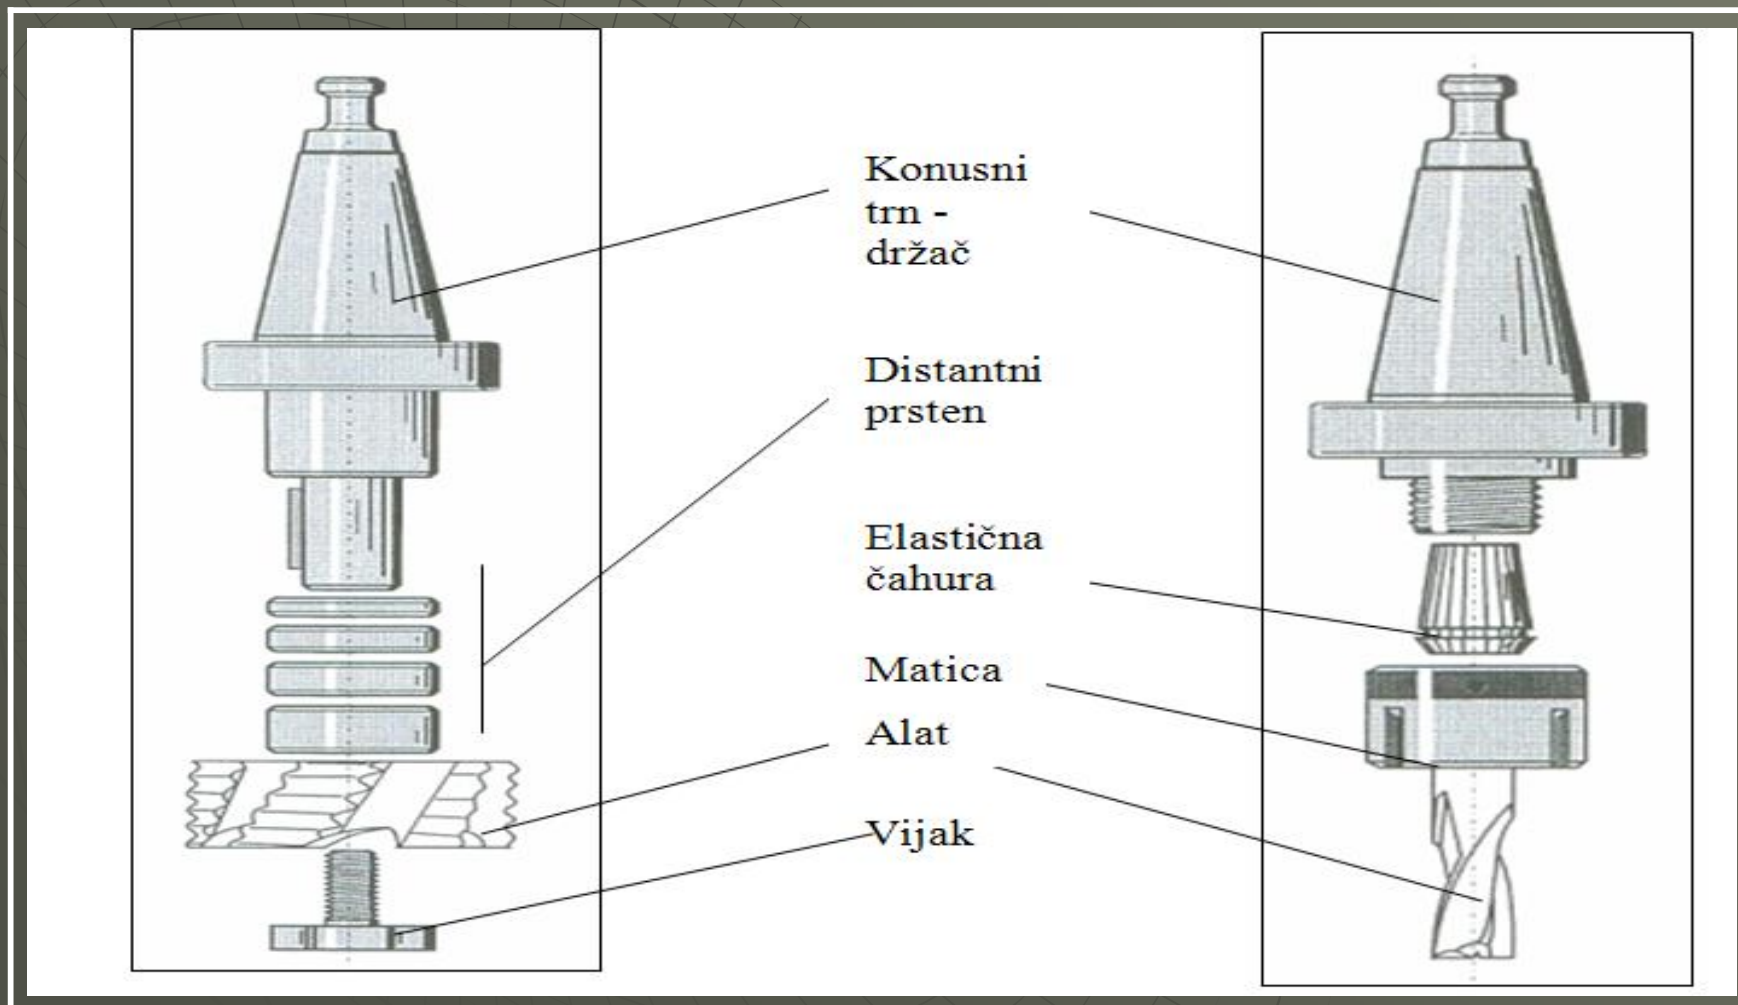 Konusni
trn -
držač
Distantni
prsten
Elastična
čahura
Matica
Alat
Vijak